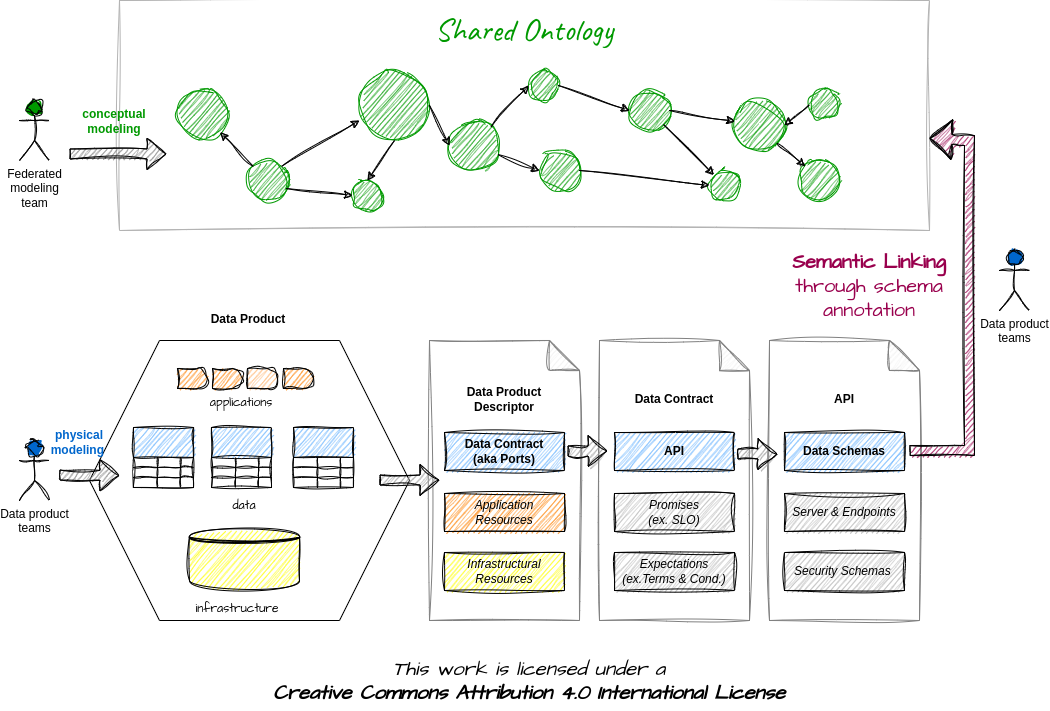 Shared Ontology
conceptual
modeling
Federated
modeling
team
Semantic Linking
through schema
annotation
Data product
teams
Data Product
applications
physical
modeling
data
Data product
teams
infrastructure
Data Product
Descriptor
Data Contract
(aka Ports)
Application
Resources
Infrastructural
Resources
Data Contract
API
Promises
(ex. SLO)
Expectations
(ex.Terms & Cond.)
API
Data Schemas
Server & Endpoints
Security Schemas
This work is licensed under a
Creative Commons Attribution 4.0 International License